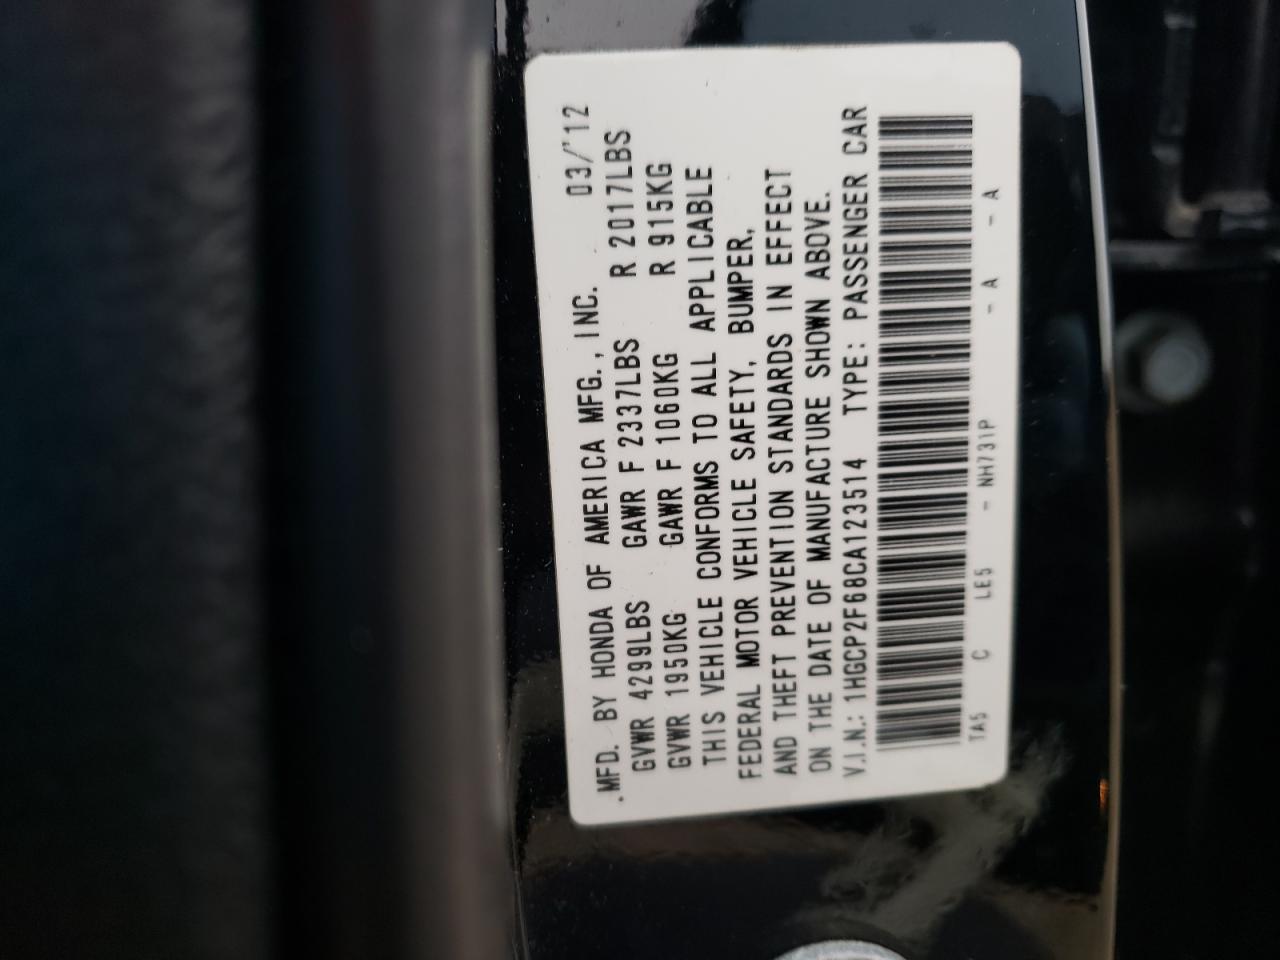 MFD. BY HONDA OF AMERICA MFG., INC. 03/'12
GVWR 4299LBS GAWR F 2337LBS R 2017LBS
GVWR 1950KG GAWR F 1060KG R 915KG
THIS VEHICLE CONFORMS TO ALL APPLICABLE
FEDERAL MOTOR VEHICLE SAFETY, BUMPER,
AND THEFT PREVENTION STANDARDS IN EFFECT
ON THE DATE OF MANUFACTURE SHOWN ABOVE.
V.I.N.: 1HGCP2F68CA123514 TYPE: PASSENGER CAR
TA5 C LE5 - NH731P - A - A